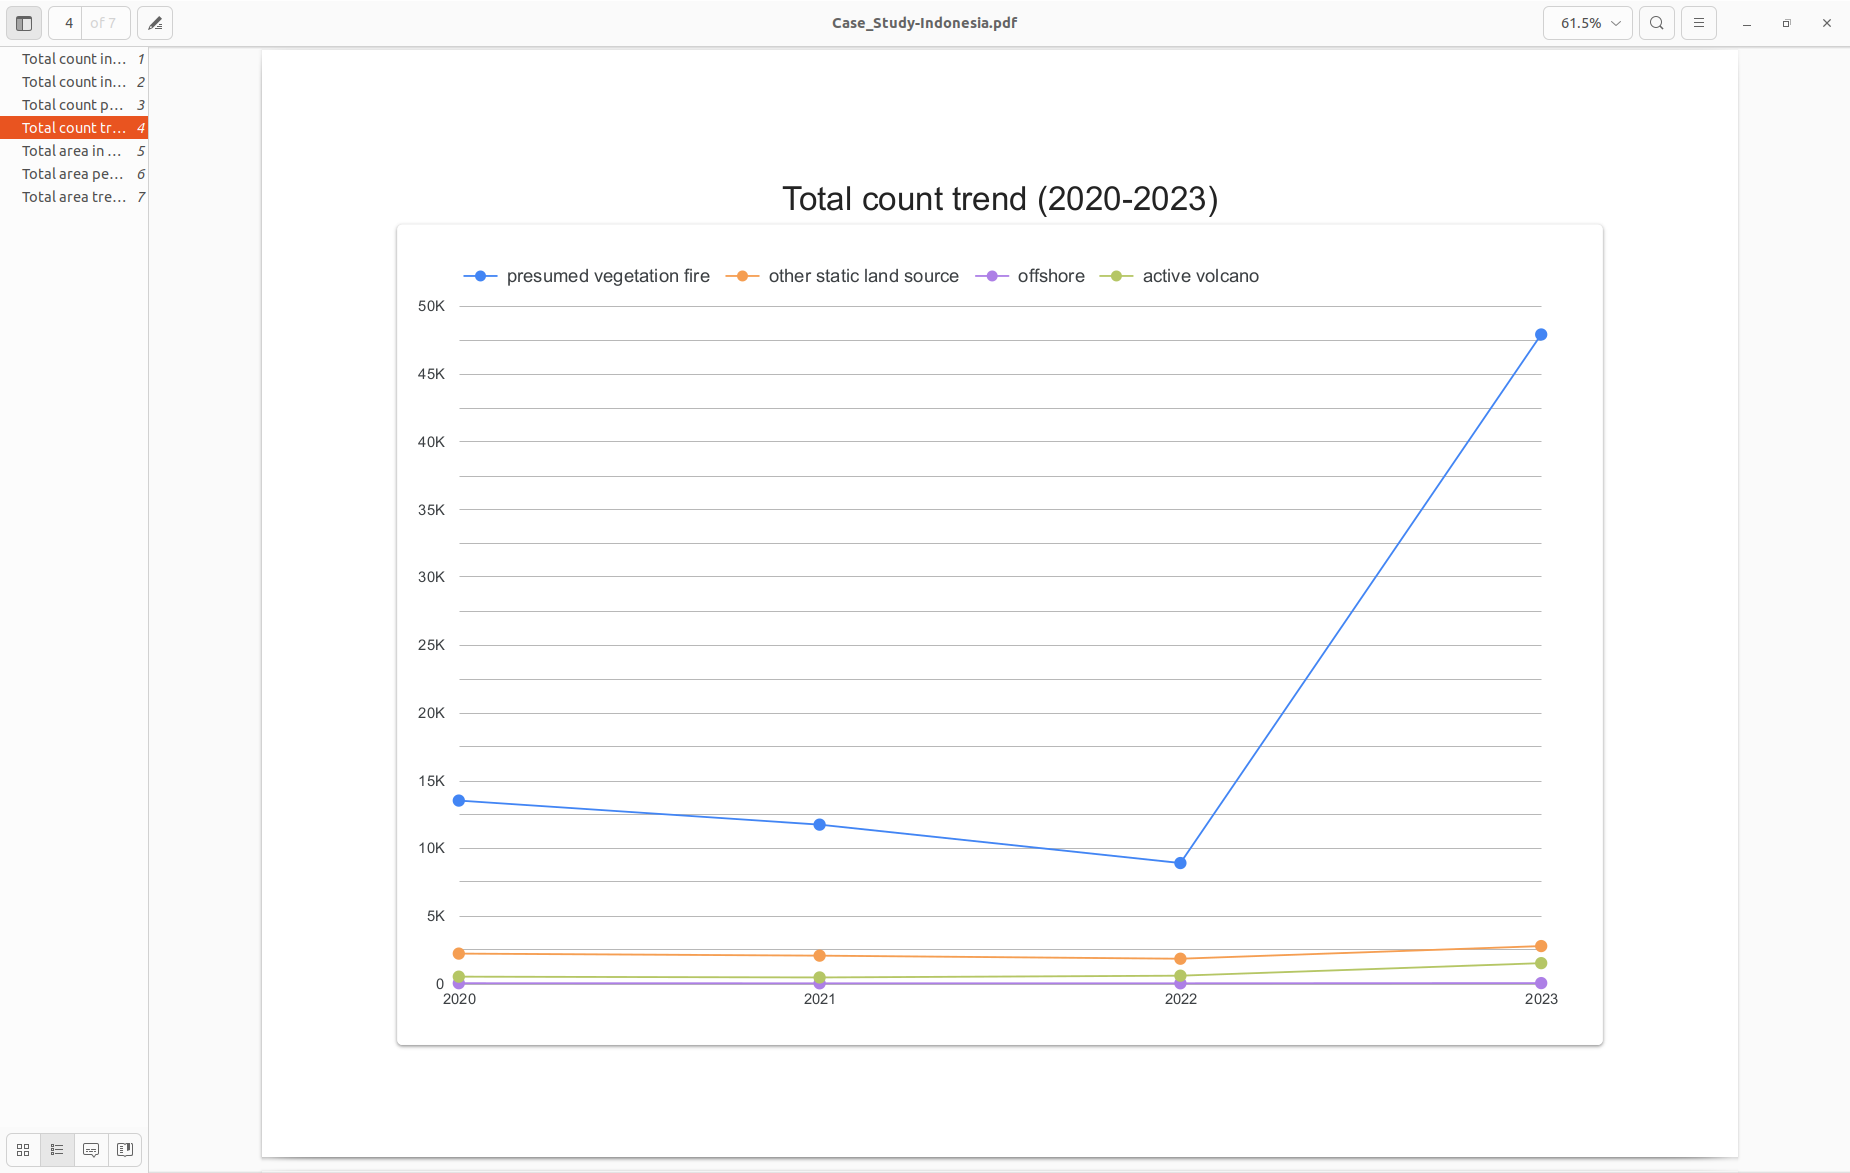 4 of 7
Case_Study-Indonesia.pdf
61.5%
Total count in... 1
Total count in... 2
Total count p... 3
Total count tr... 4
Total area in ... 5
Total area pe... 6
Total area tre... 7
Total count trend (2020-2023)
presumed vegetation fire other static land source offshore active volcano
50K
45K
40K
35K
30K
25K
20K
15K
10K
5K
0
2020 2021 2022 2023